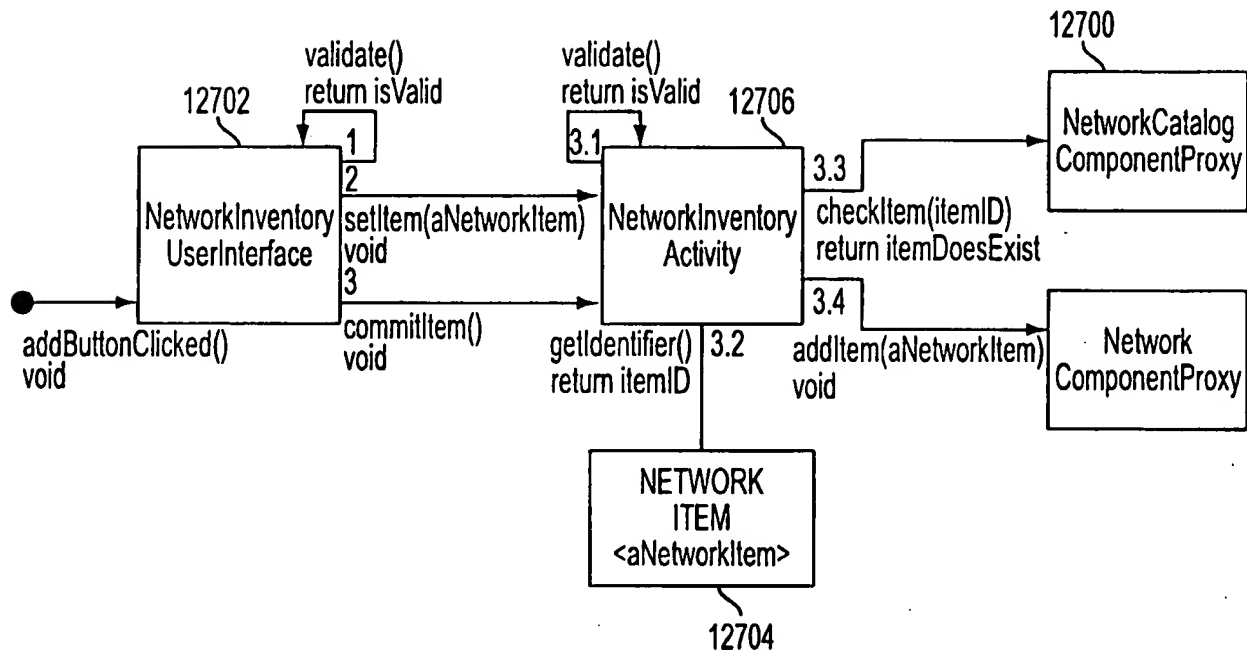 12700
validate()
return isValid
validate()
return isValid
12702
12706
1
3.1
NetworkCatalog
ComponentProxy
2
3.3
NetworkInventory
UserInterface
setItem(aNetworkItem)
void
NetworkInventory
Activity
checkItem(itemID)
return itemDoesExist
3
3.4
addButtonClicked()
void
commitItem()
void
getIdentifier()
return itemID
3.2
addItem(aNetworkItem)
void
Network
ComponentProxy
NETWORK
ITEM
<aNetworkItem>
12704